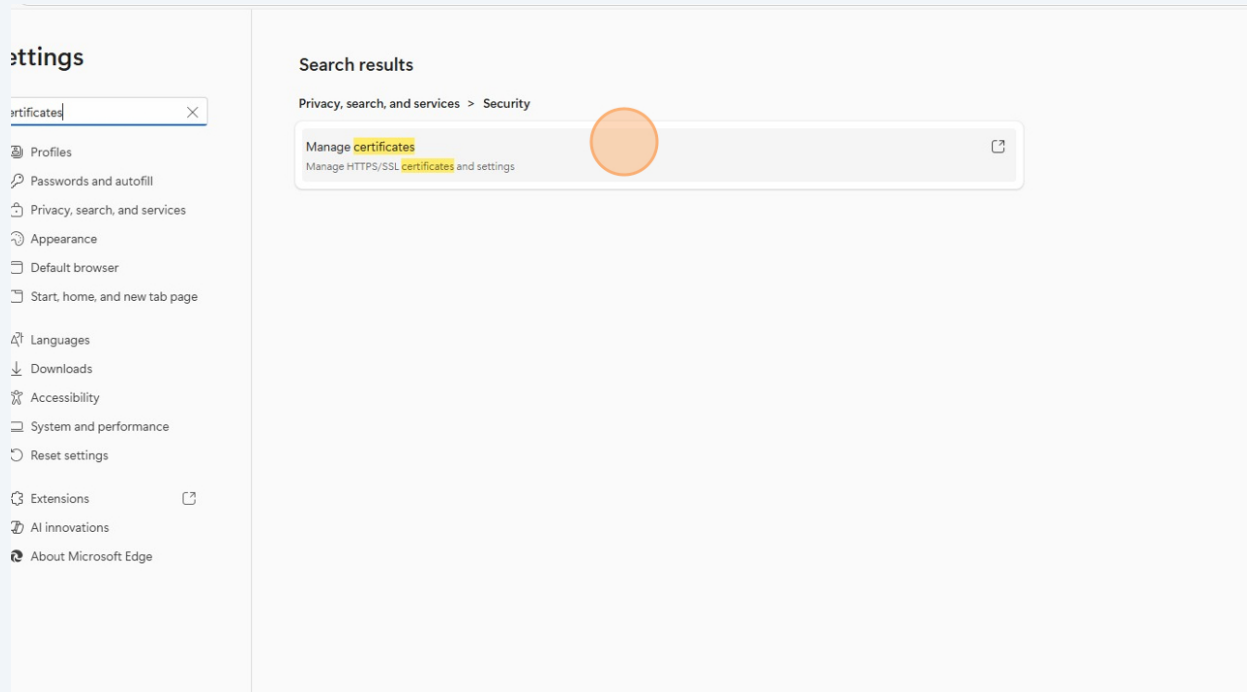 ettings
ertificates
Profiles
Passwords and autofill
Privacy, search, and services
Appearance
Default browser
Start, home, and new tab page
Languages
Downloads
Accessibility
System and performance
Reset settings
Extensions
AI innovations
About Microsoft Edge
Search results
Privacy, search, and services > Security
Manage certificates
Manage HTTPS/SSL certificates and settings